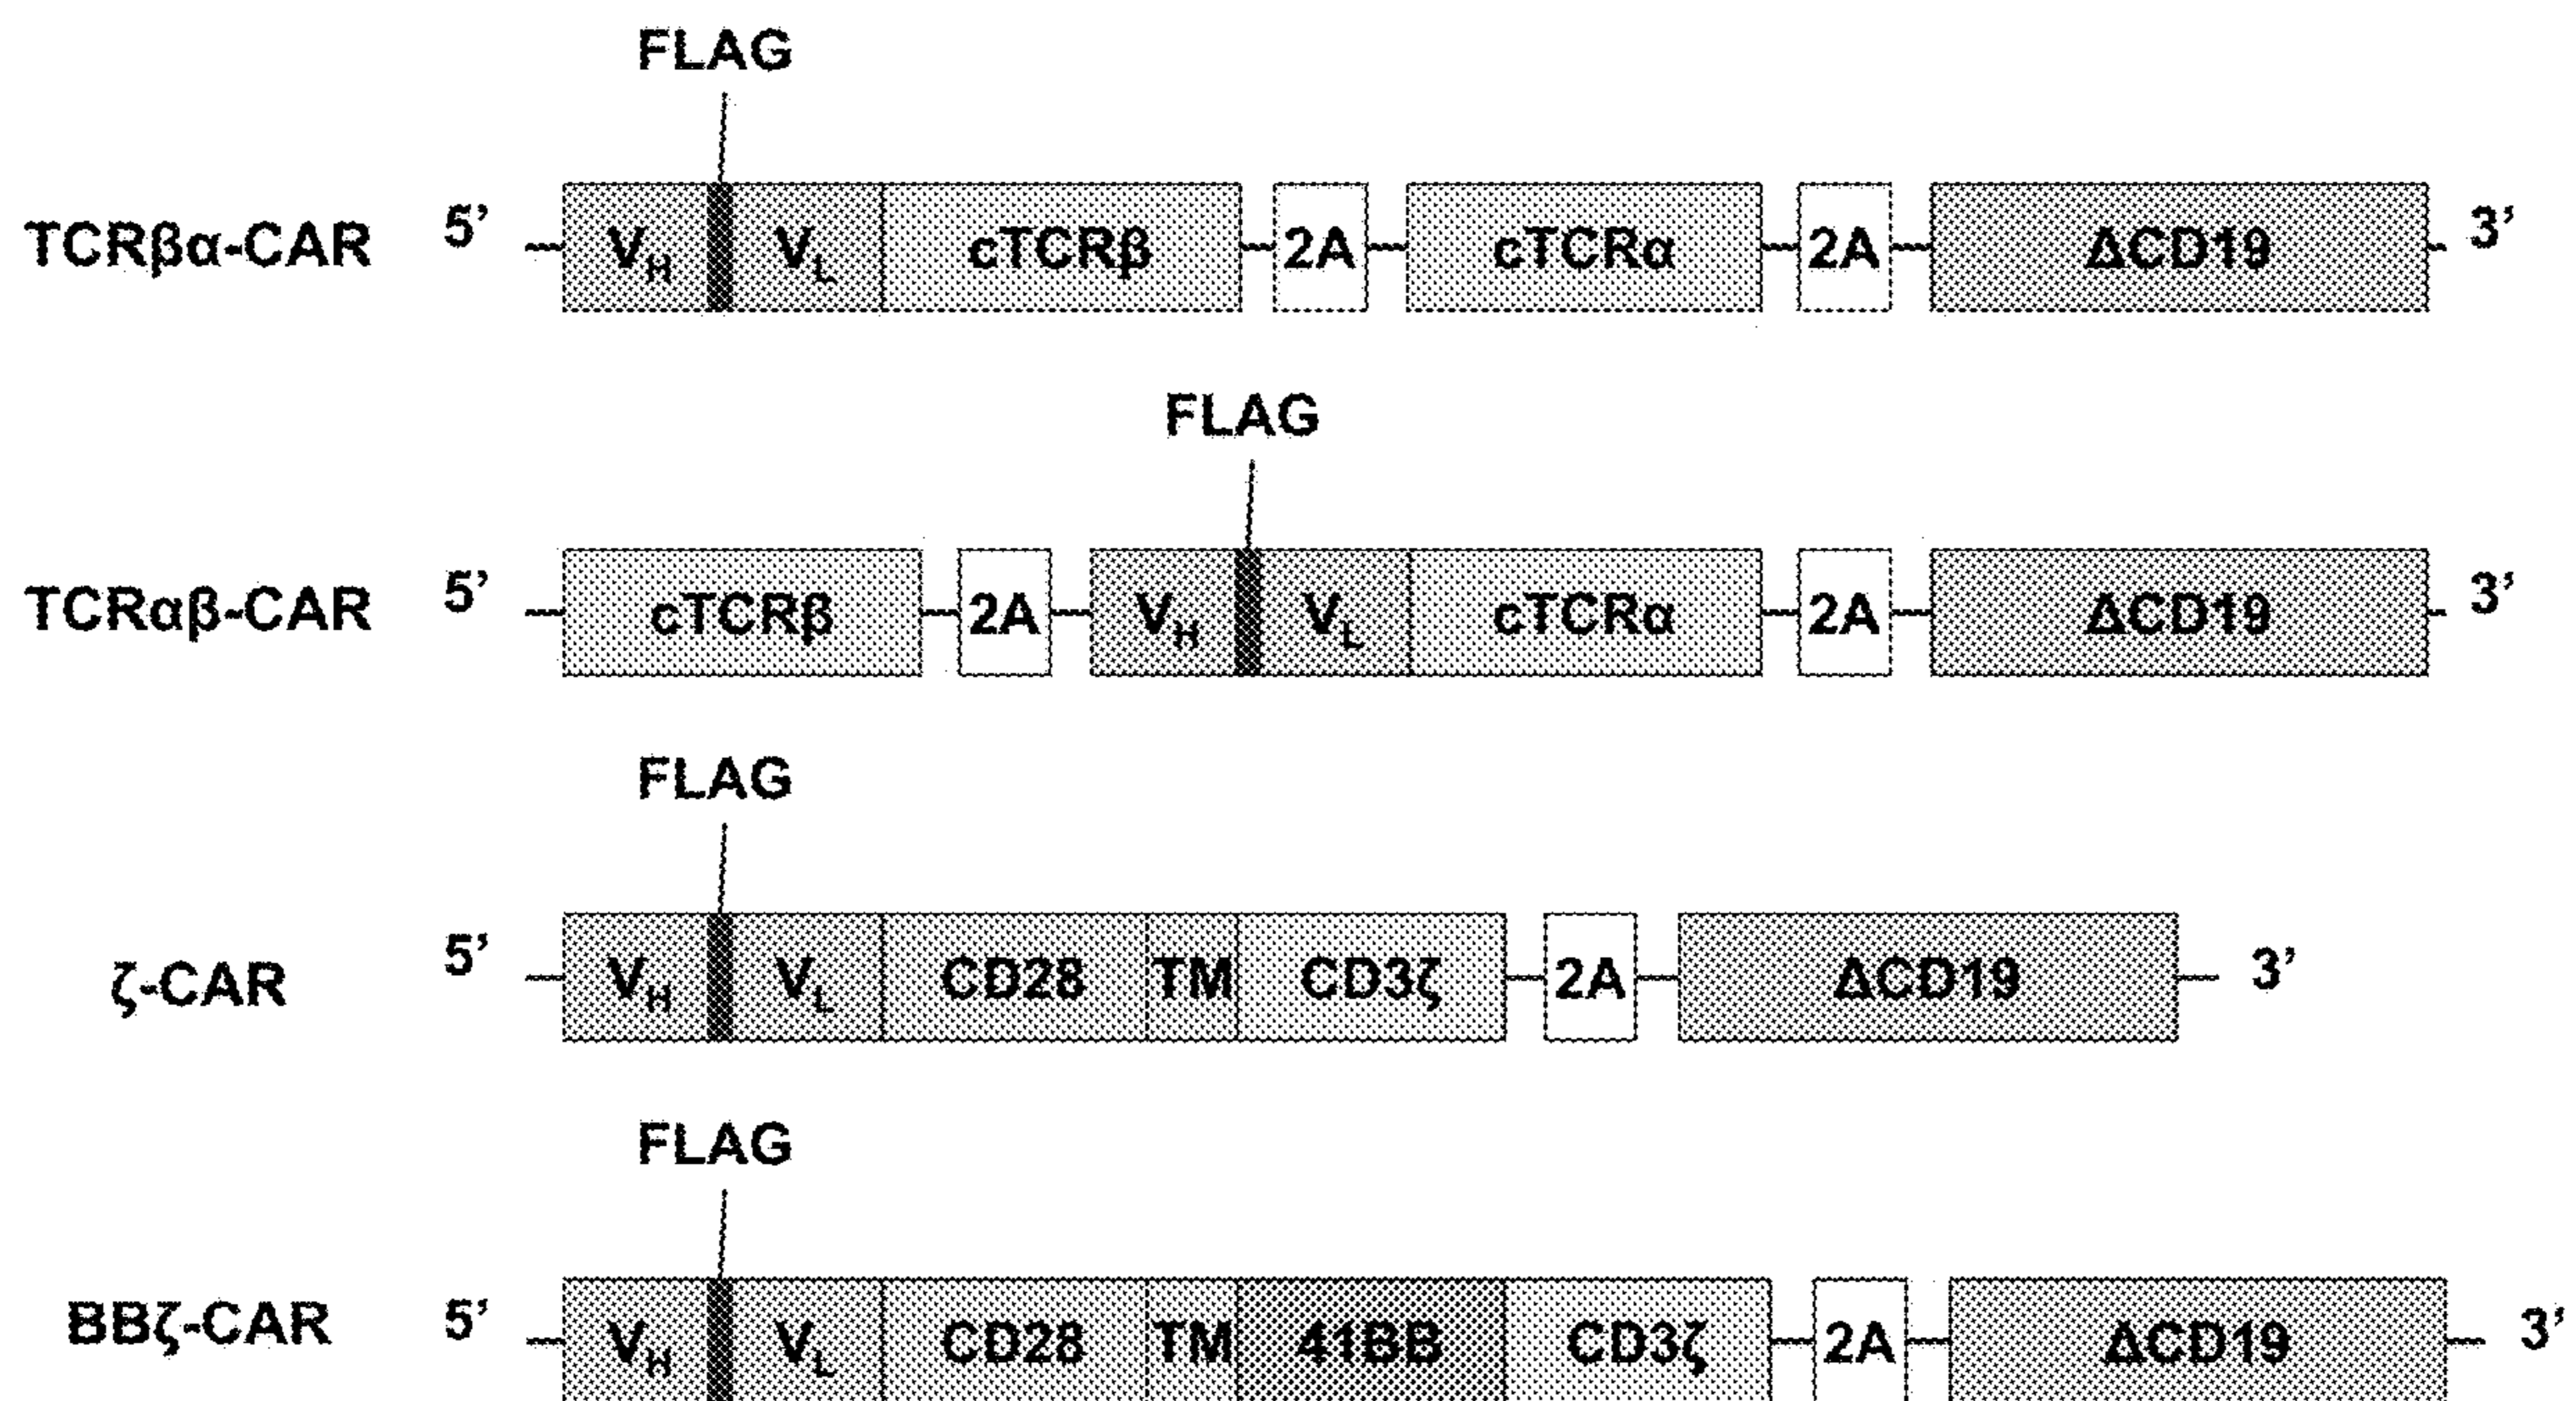 FLAG
TCRβα-CAR 5’ VH VL cTCRβ 2A cTCRα 2A ΔCD19 3’
FLAG
TCRαβ-CAR 5’ cTCRβ 2A VH VL cTCRα 2A ΔCD19 3’
FLAG
ζ-CAR 5’ VH VL CD28 TM CD3ζ 2A ΔCD19 3’
FLAG
BBζ-CAR 5’ VH VL CD28 TM 41BB CD3ζ 2A ΔCD19 3’